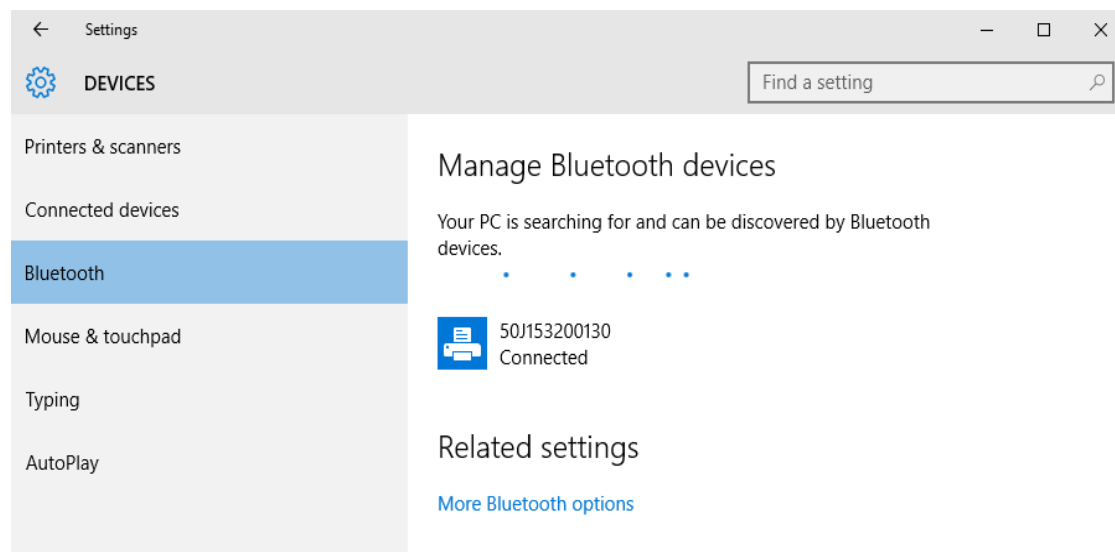 Settings
DEVICES
Find a setting
Printers & scanners
Connected devices
Bluetooth
Mouse & touchpad
Typing
AutoPlay
Manage Bluetooth devices
Your PC is searching for and can be discovered by Bluetooth
devices.
50J153200130
Connected
Related settings
More Bluetooth options